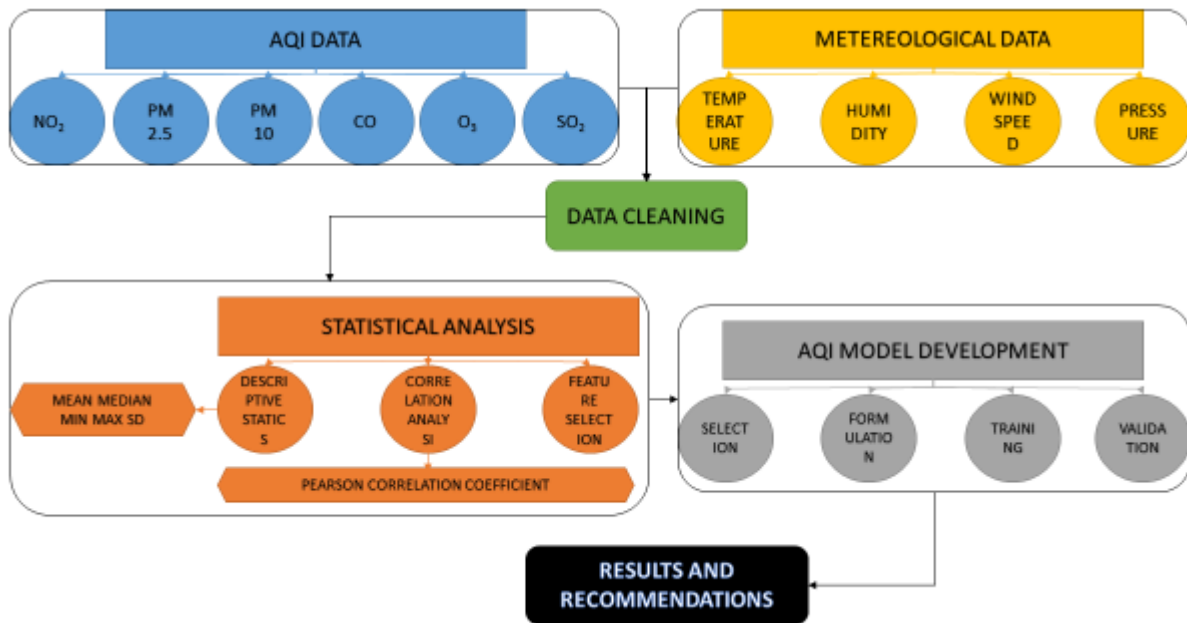 AQI DATA
NO₂
PM
2.5
PM
10
CO
O₃
SO₂
METEREOLOGICAL DATA
TEMP
ERAT
URE
HUMI
DITY
WIND
SPEE
D
PRESS
URE
DATA CLEANING
STATISTICAL ANALYSIS
DESCRI
PTIVE
STATIC
S
CORRE
LATION
ANALY
SI
FEATU
RE
SELECT
ION
MEAN MEDIAN
MIN MAX SD
PEARSON CORRELATION COEFFICIENT
AQI MODEL DEVELOPMENT
SELECT
ION
FORM
ULATIO
N
TRAINI
NG
VALIDA
TION
RESULTS AND
RECOMMENDATIONS